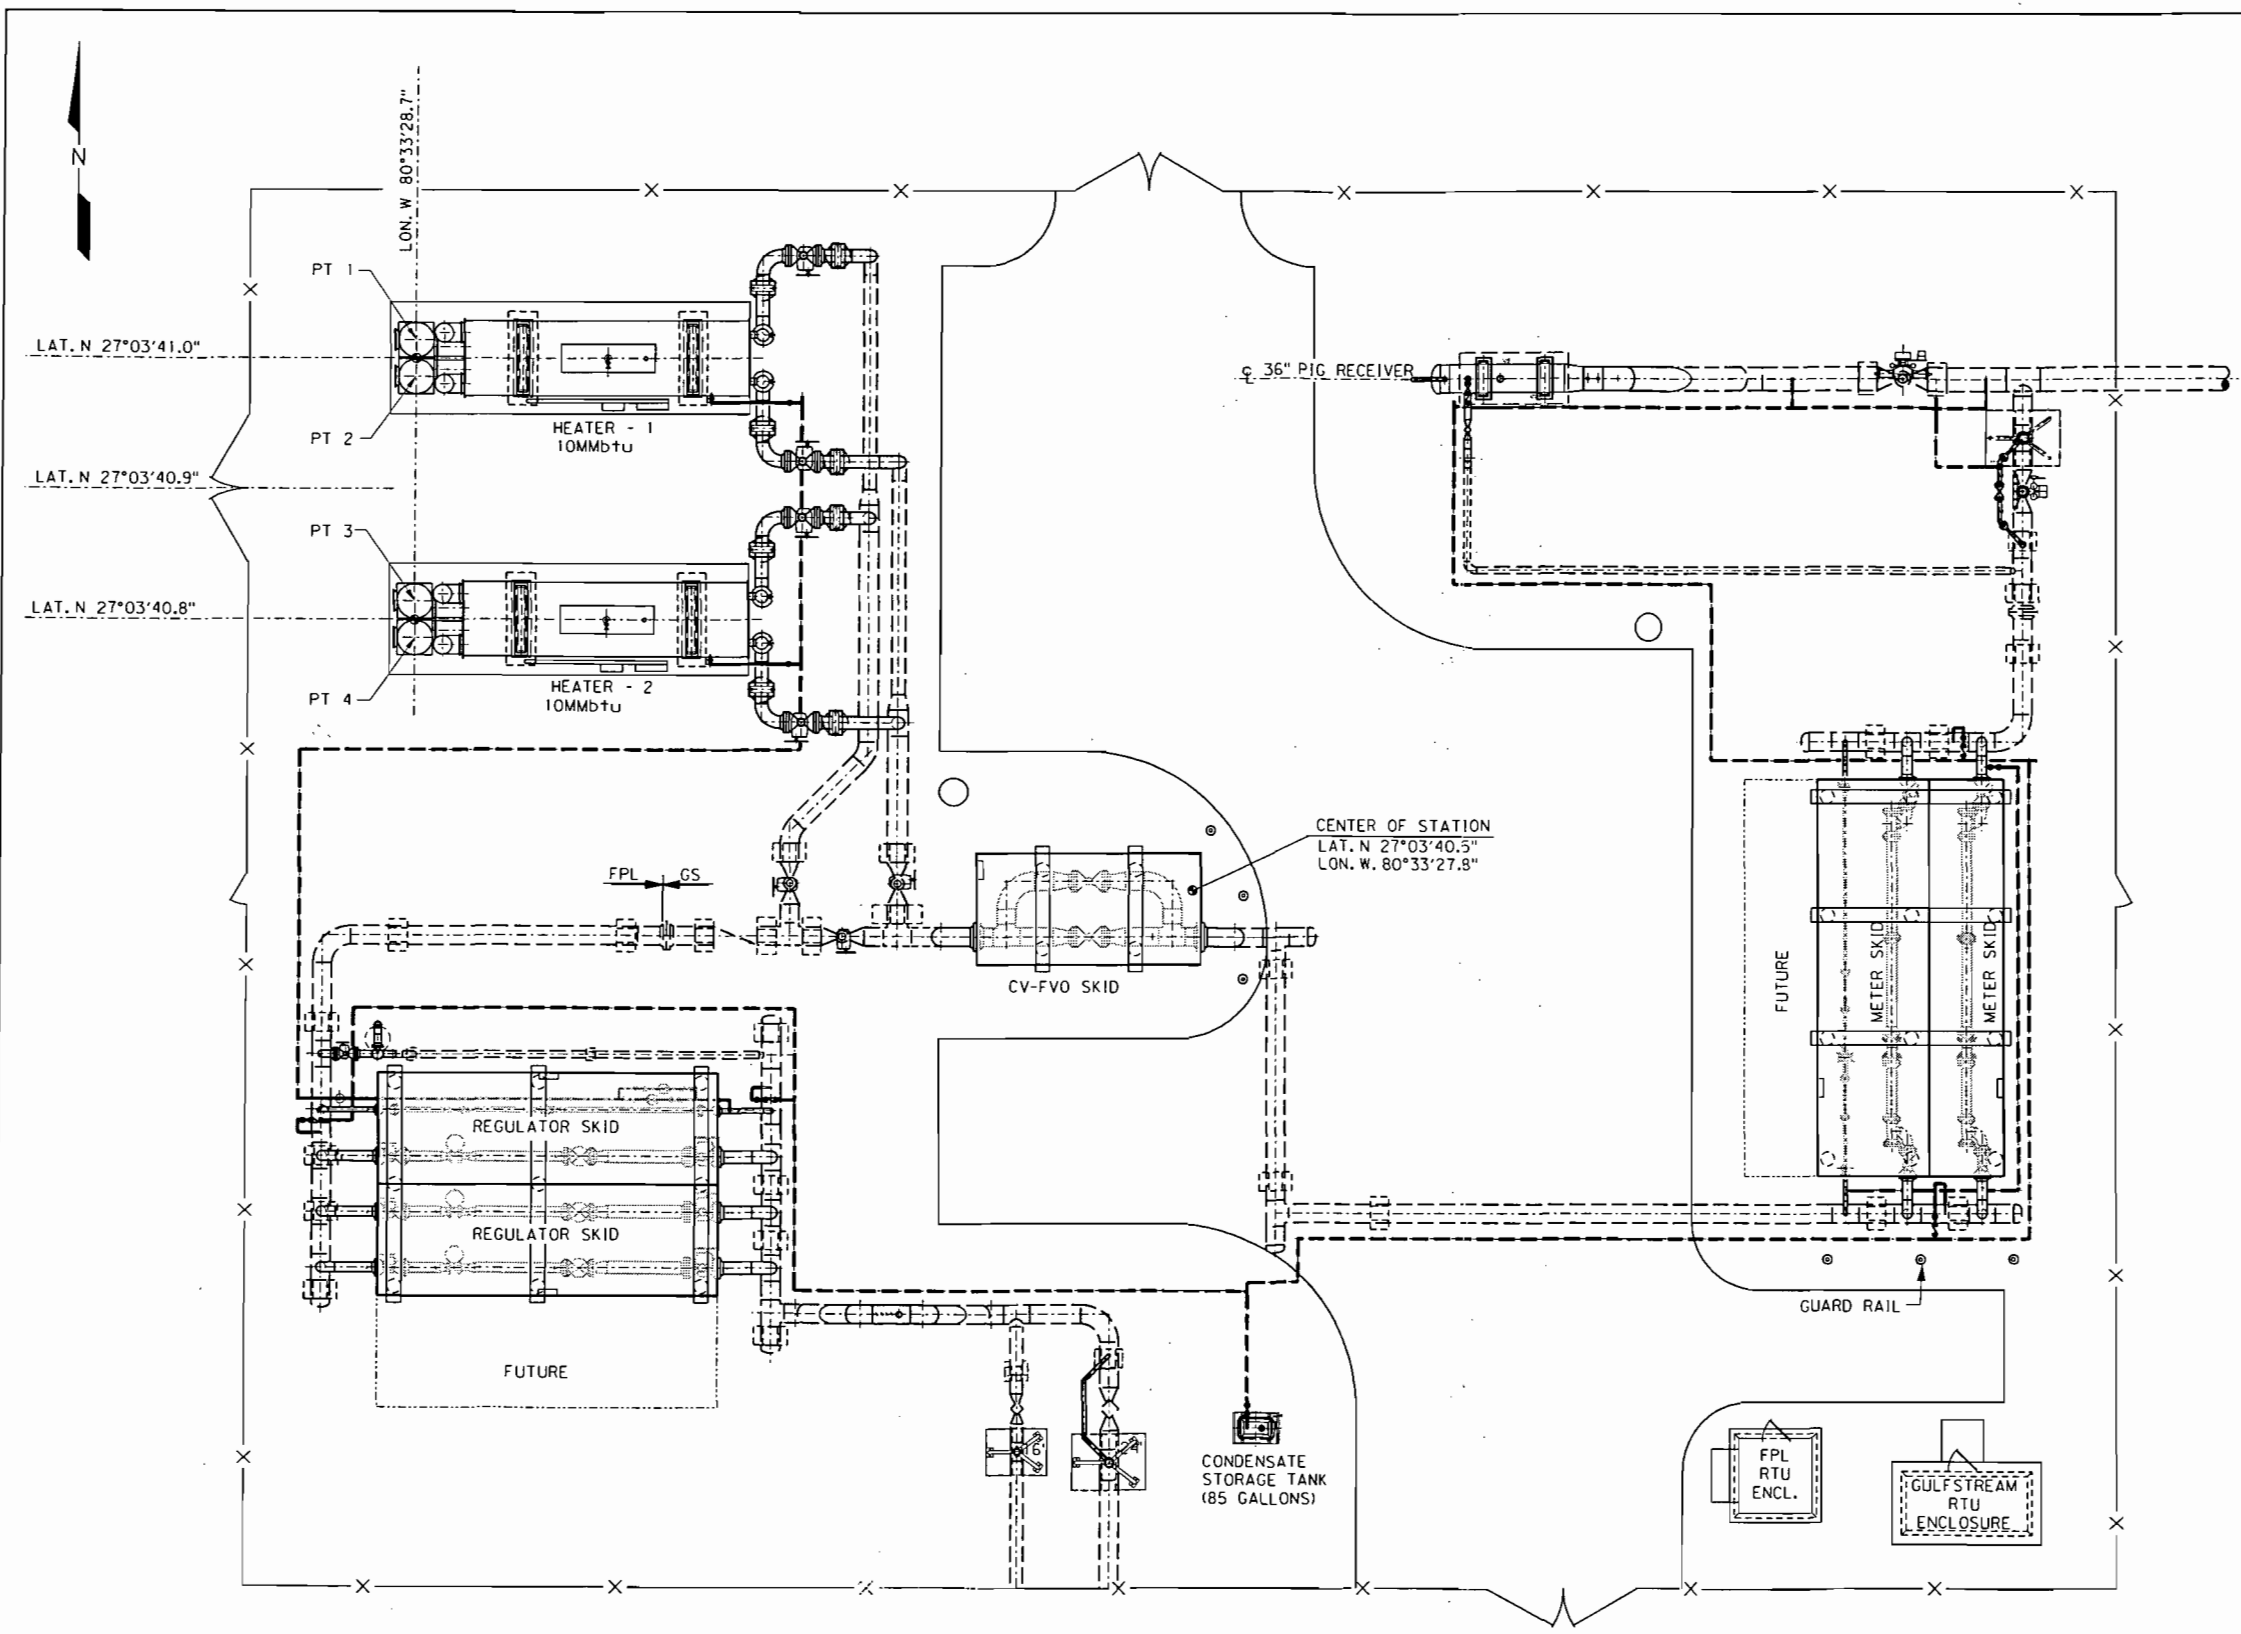 N
LON. W 80°33'28.7"
PT 1
LAT. N 27°03'41.0"
PT 2
HEATER - 1
10MMbtu
LAT. N 27°03'40.9"
PT 3
LAT. N 27°03'40.8"
PT 4
HEATER - 2
10MMbtu
℄ 36" PIG RECEIVER
CENTER OF STATION
LAT. N 27°03'40.5"
LON. W. 80°33'27.8"
FPL GS
CV-FVO SKID
FUTURE
METER SKID
METER SKID
REGULATOR SKID
REGULATOR SKID
FUTURE
GUARD RAIL
16"
24"
CONDENSATE
STORAGE TANK
(85 GALLONS)
FPL
RTU
ENCL.
GULFSTREAM
RTU
ENCLOSURE